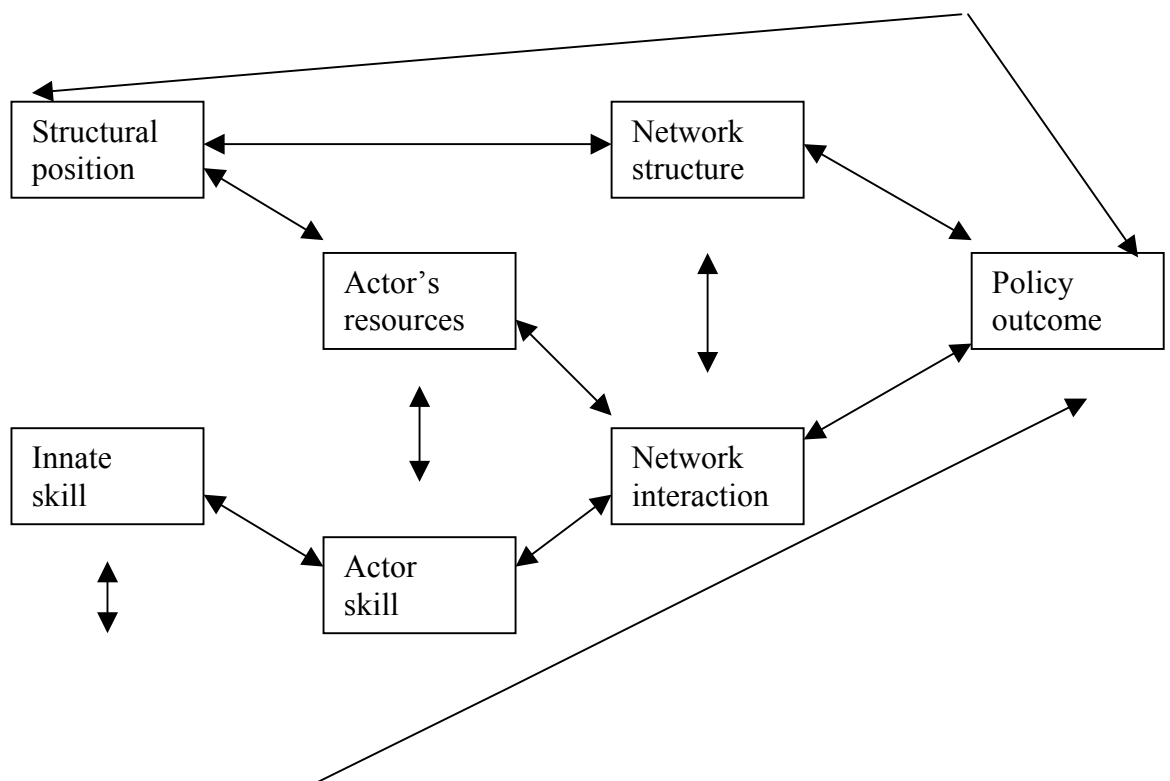 Structural
position
Network
structure
Actor’s
resources
Policy
outcome
Innate
skill
Network
interaction
Actor
skill